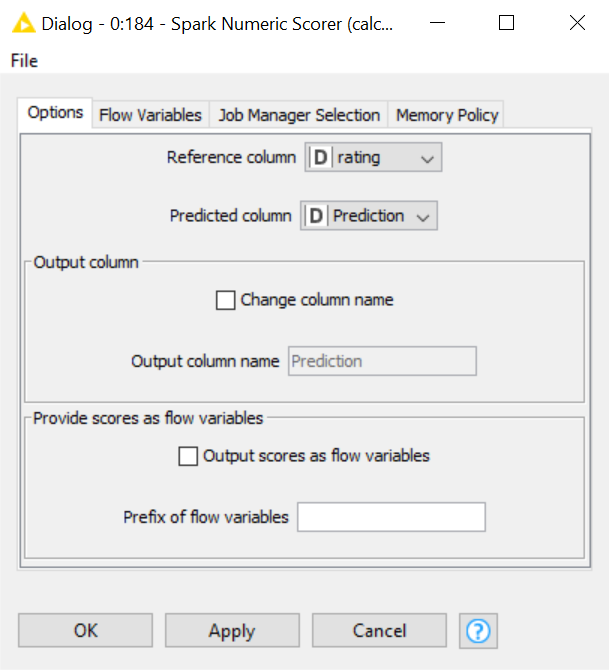 Dialog - 0:184 - Spark Numeric Scorer (calc...
File
Options Flow Variables Job Manager Selection Memory Policy
Reference column D rating
Predicted column D Prediction
Output column
Change column name
Output column name Prediction
Provide scores as flow variables
Output scores as flow variables
Prefix of flow variables
OK Apply Cancel ?